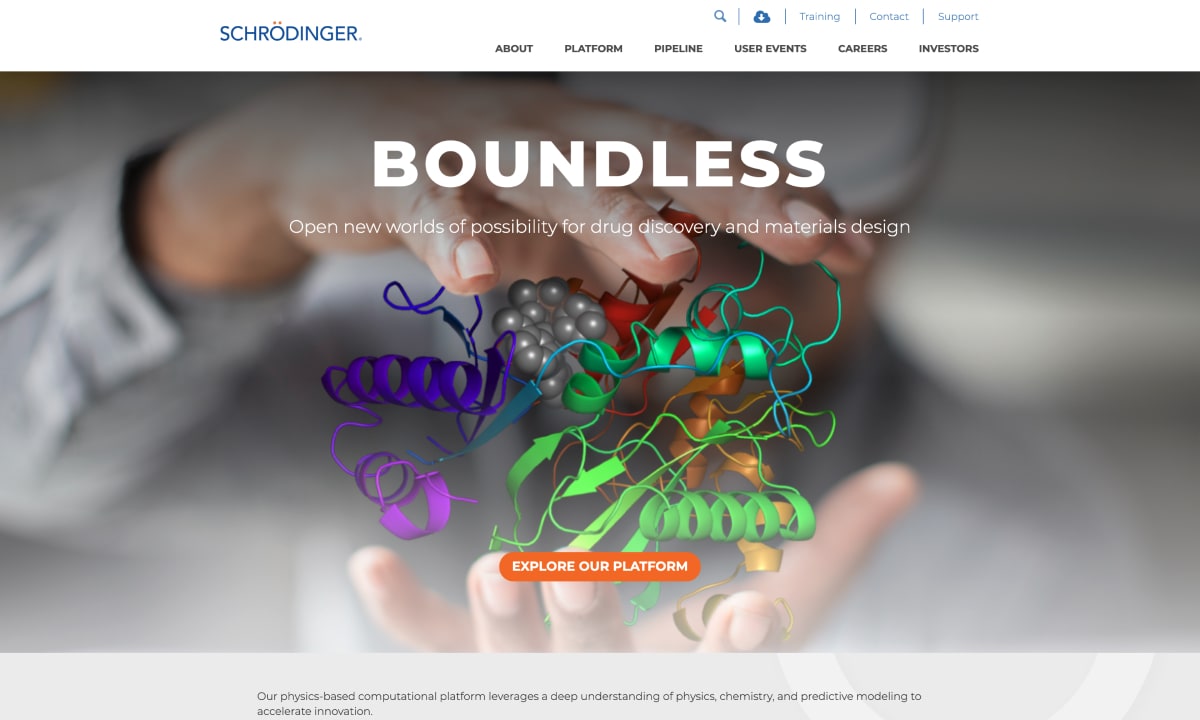 SCHRÖDINGER
Training
Contact
Support
ABOUT
PLATFORM
PIPELINE
USER EVENTS
CAREERS
INVESTORS
BOUNDLESS
Open new worlds of possibility for drug discovery and materials design
EXPLORE OUR PLATFORM
Our physics-based computational platform leverages a deep understanding of physics, chemistry, and predictive modeling to
accelerate innovation.